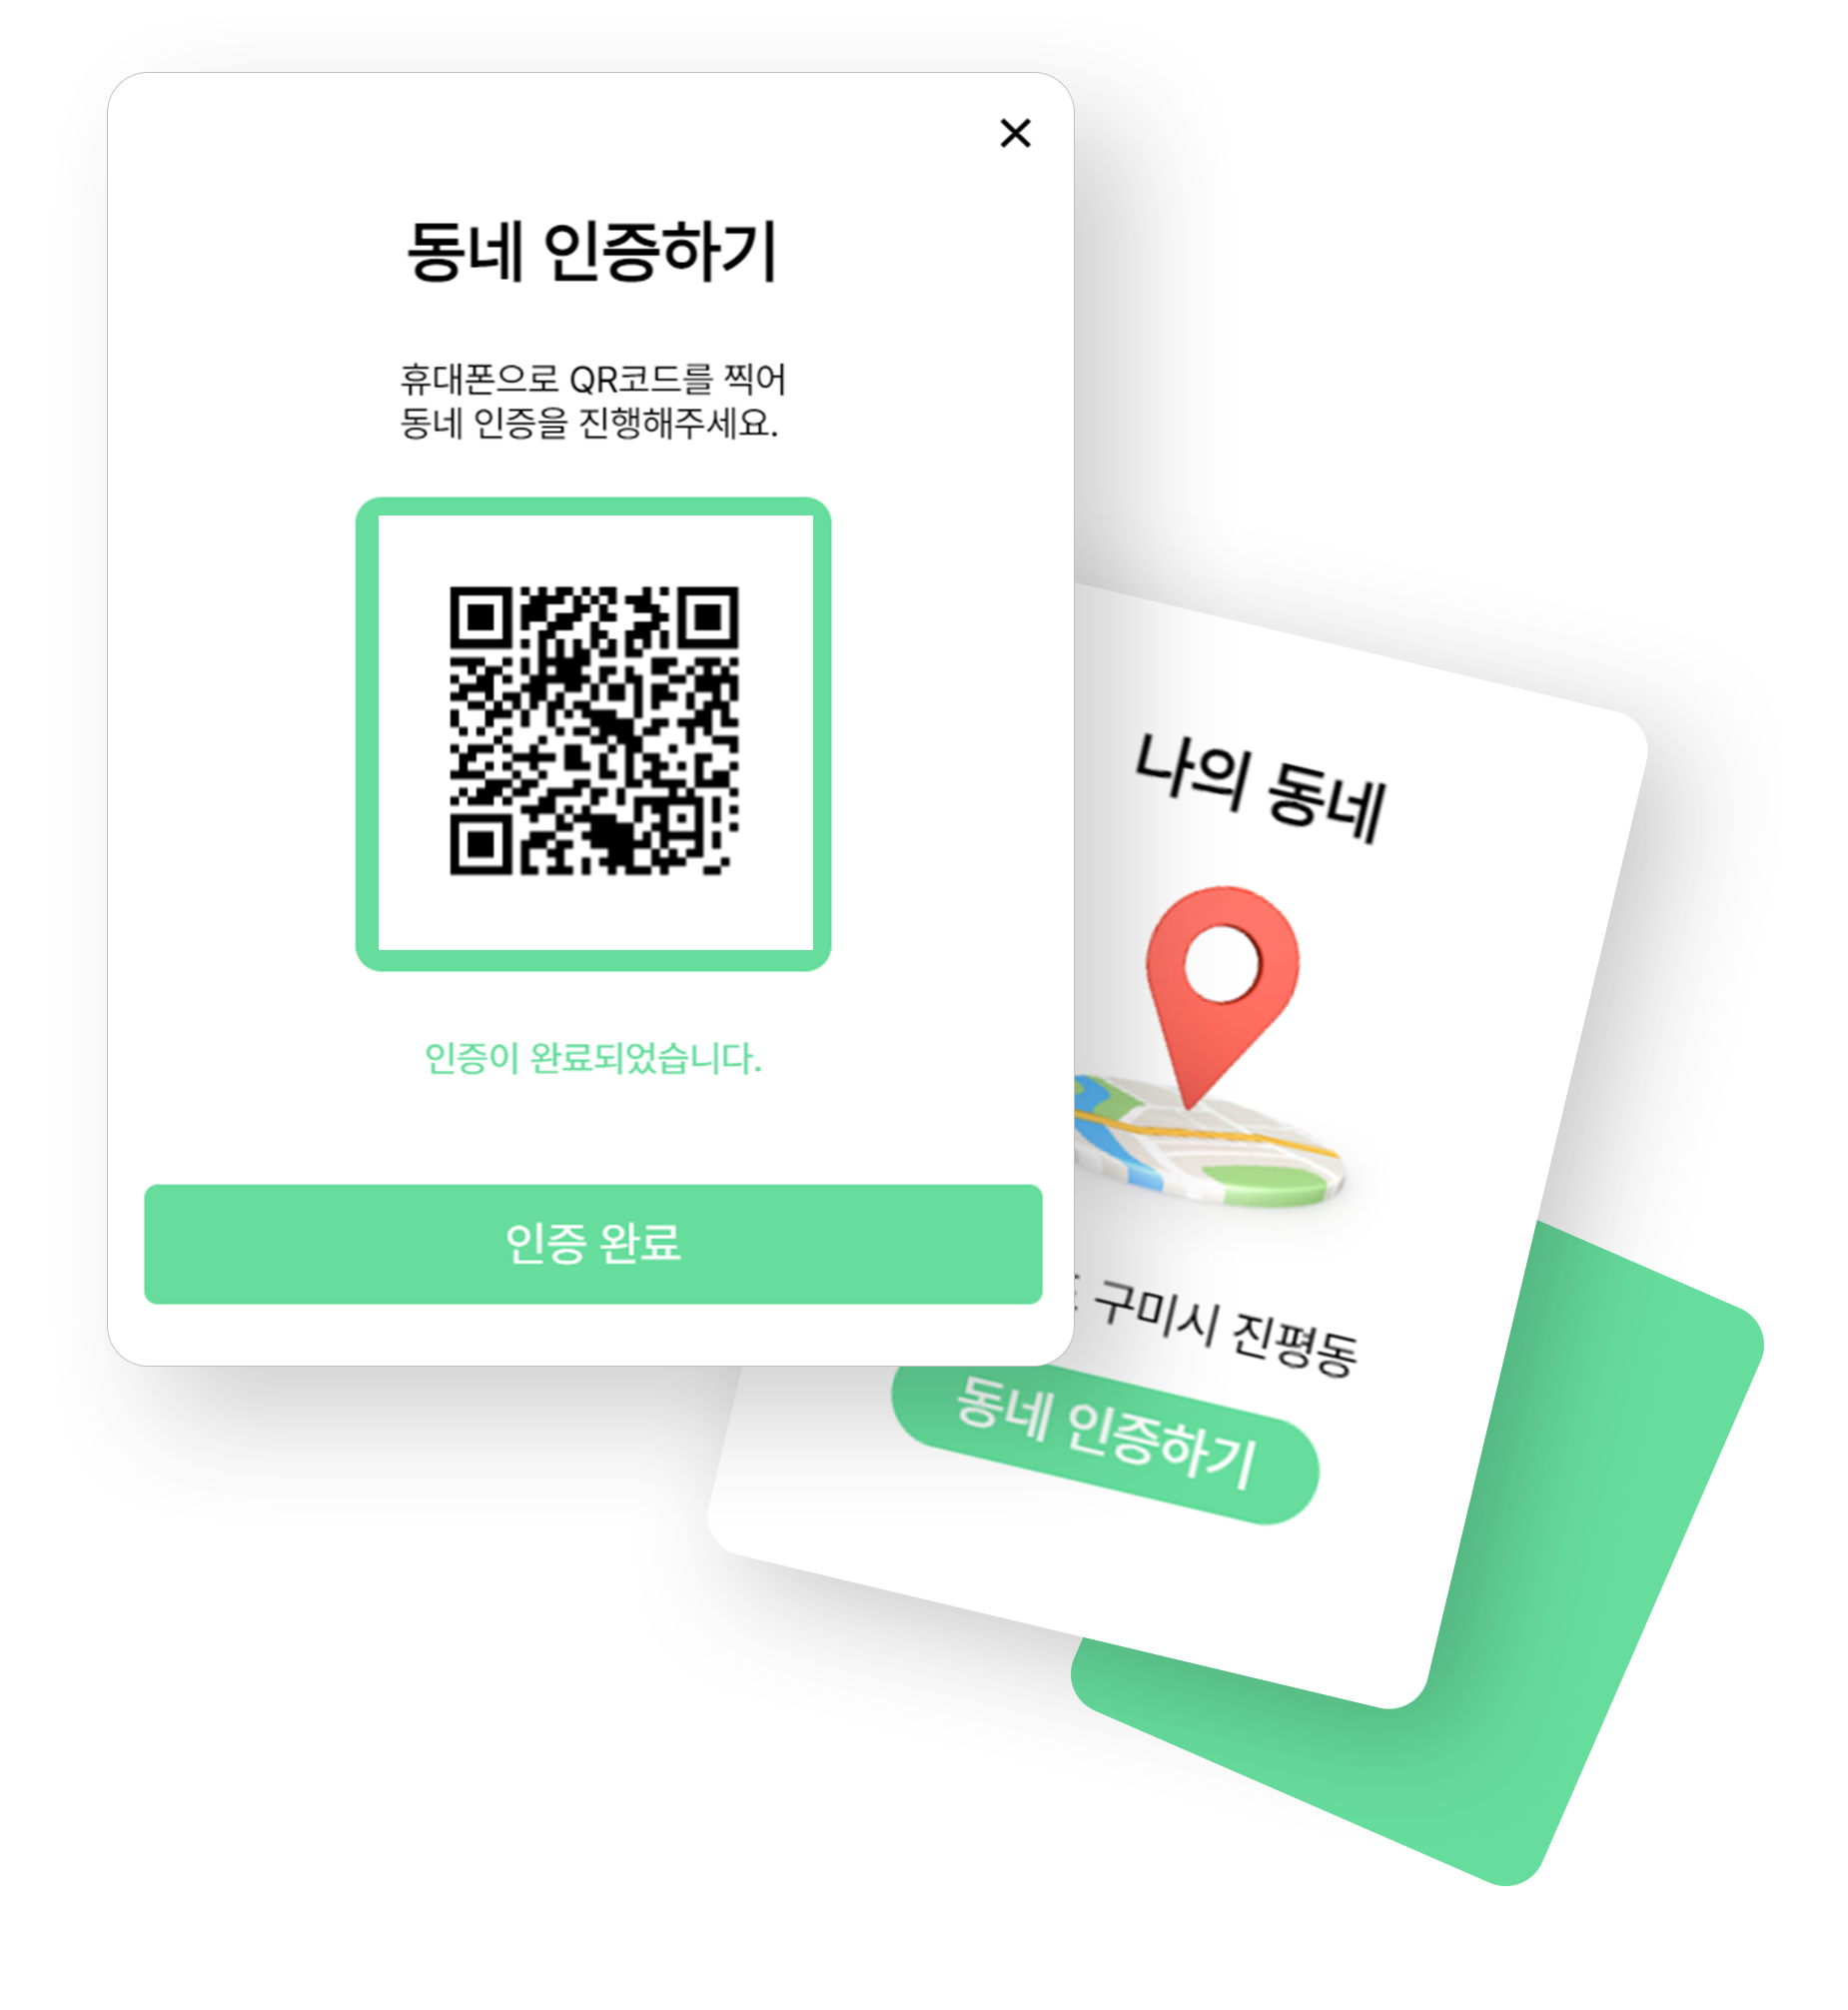 동네 인증하기
휴대폰으로 QR코드를 찍어
동네 인증을 진행해주세요.
인증이 완료되었습니다.
인증 완료
나의 동네
구미시 진평동
동네 인증하기